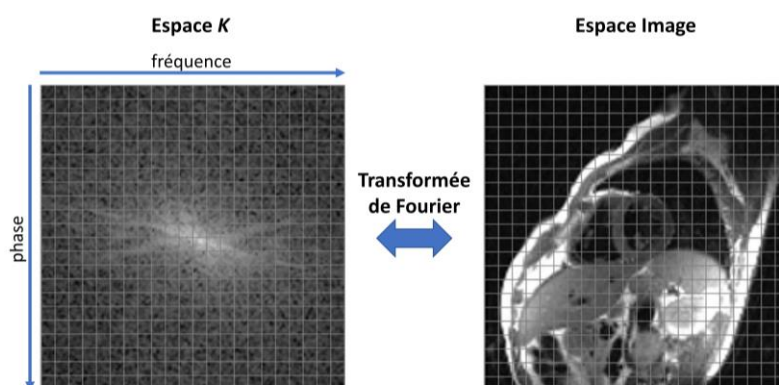 Espace K
Espace Image
fréquence
phase
Transformée
de Fourier